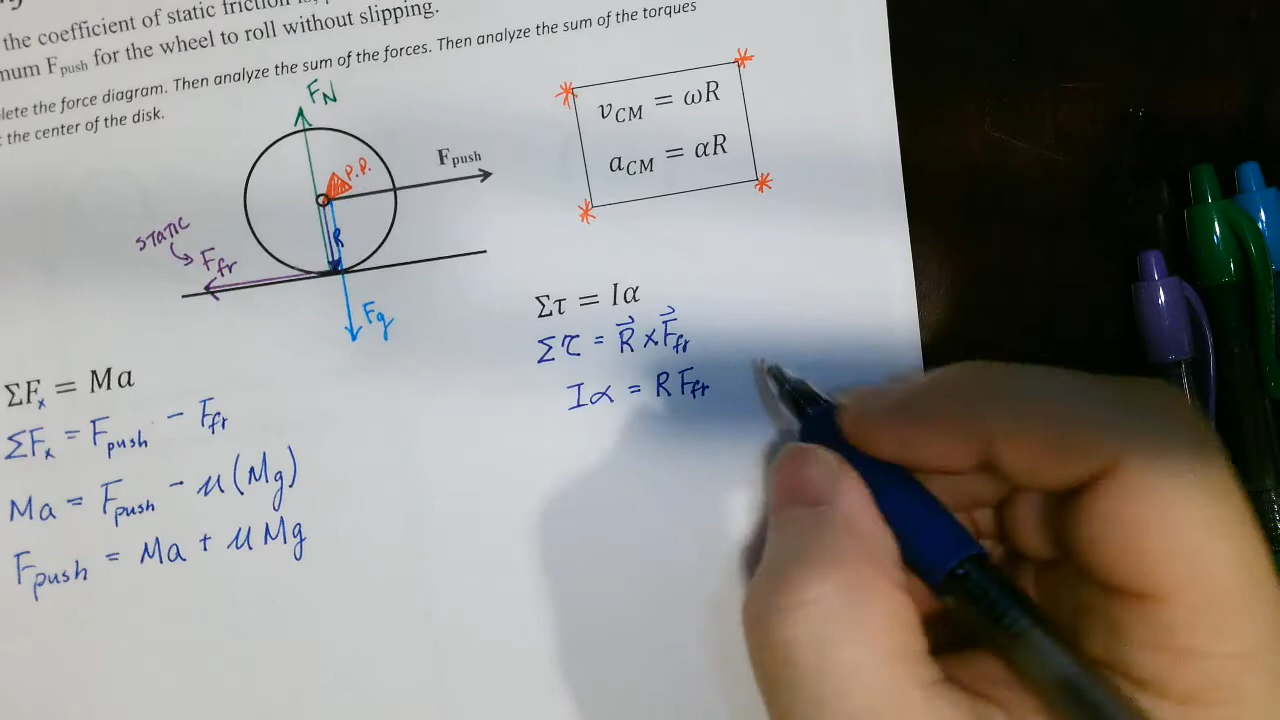 the coefficient of static friction is,
num Fpush for the wheel to roll without slipping.
lete the force diagram. Then analyze the sum of the forces. Then analyze the sum of the torques
the center of the disk.
FN
P.P.
Fpush
R
STATIC
Ffr
Fg
vCM = ωR
aCM = αR
ΣFx = Ma
ΣFx = Fpush - Ffr
Ma = Fpush - μ(Mg)
Fpush = Ma + μMg
Στ = Iα
Στ = R⃗ × F⃗fr
Iα = R Ffr